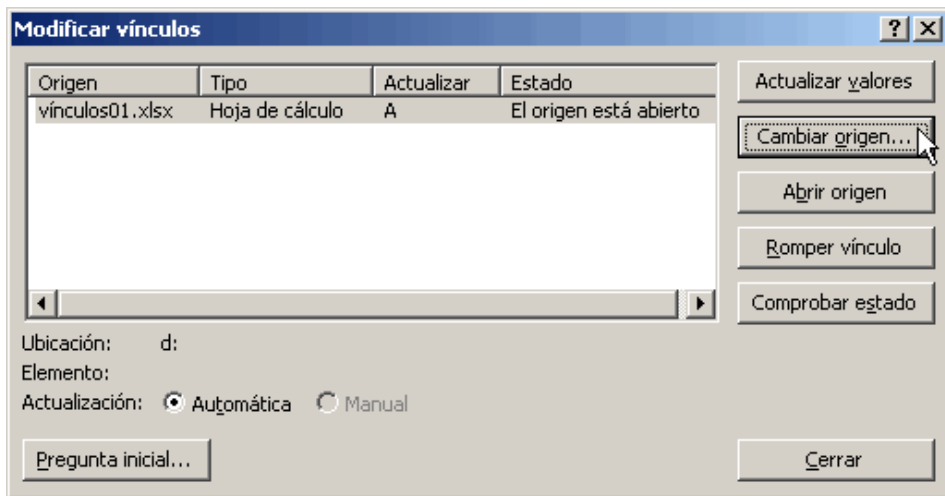 Modificar vínculos
Origen Tipo Actualizar Estado
vínculos01.xlsx Hoja de cálculo A El origen está abierto
Actualizar valores
Cambiar origen...
Abrir origen
Romper vínculo
Comprobar estado
Ubicación: d:
Elemento:
Actualización: Automática Manual
Pregunta inicial... Cerrar